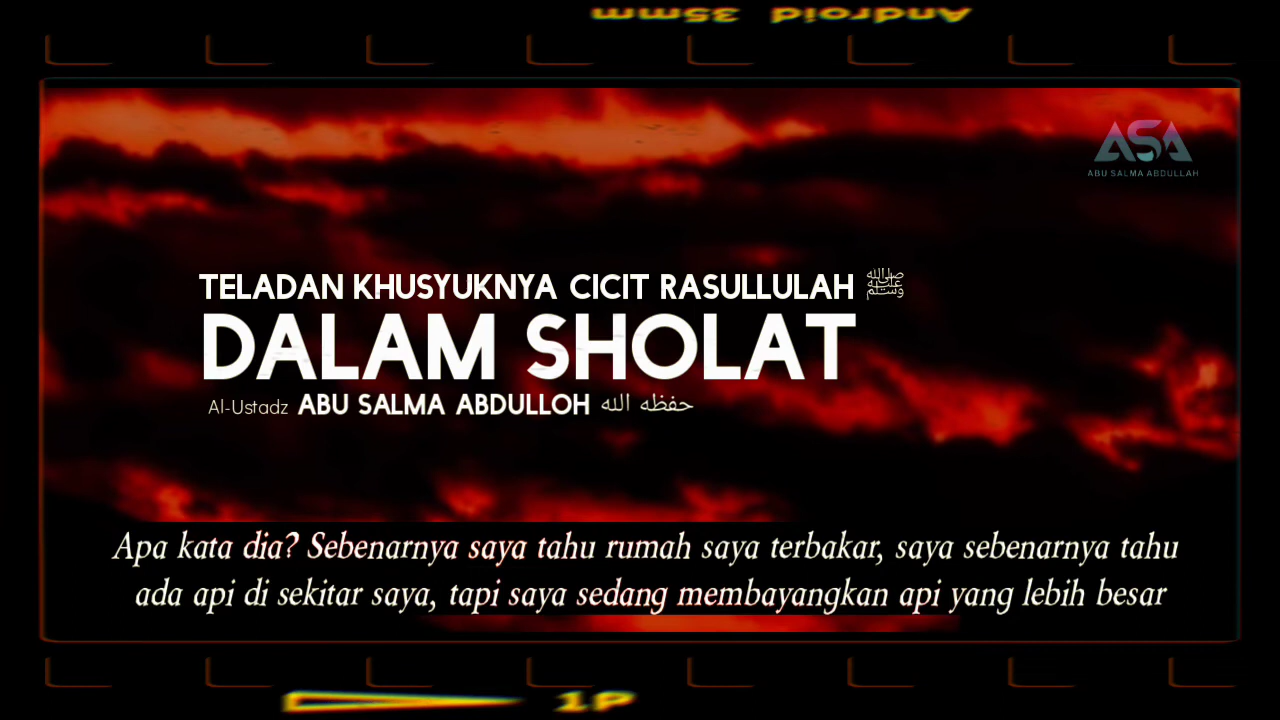 Android 35mm
ASA
ABU SALMA ABDULLAH
TELADAN KHUSYUKNYA CICIT RASULLULAH ﷺ
DALAM SHOLAT
Al-Ustadz ABU SALMA ABDULLOH حفظه الله
Apa kata dia? Sebenarnya saya tahu rumah saya terbakar, saya sebenarnya tahu
ada api di sekitar saya, tapi saya sedang membayangkan api yang lebih besar
1P